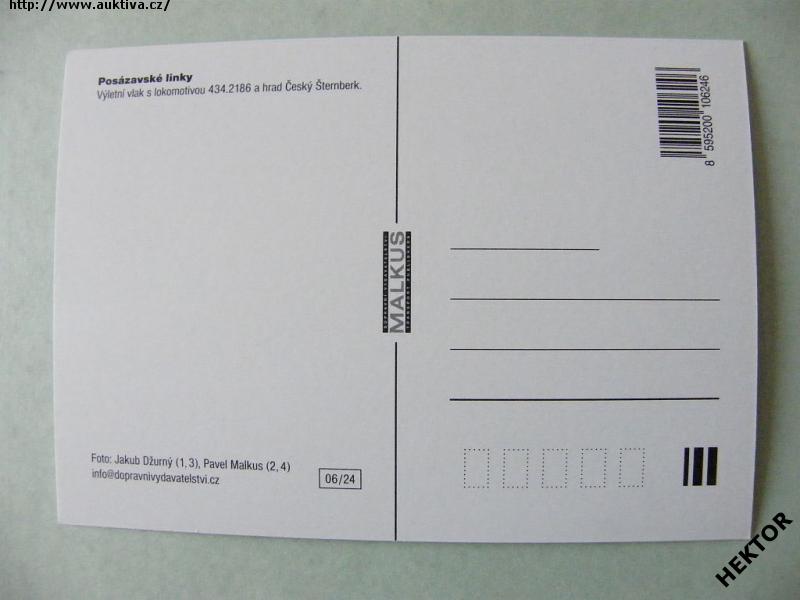 http://www.auktiva.cz/
Posázavské linky
Výletní vlak s lokomotivou 434.2186 a hrad Český Šternberk.
8 595200 106246
MALKUS
Foto: Jakub Džurný (1, 3), Pavel Malkus (2, 4)
info@dopravnivydavatelstvi.cz
06/24
HEKTOR